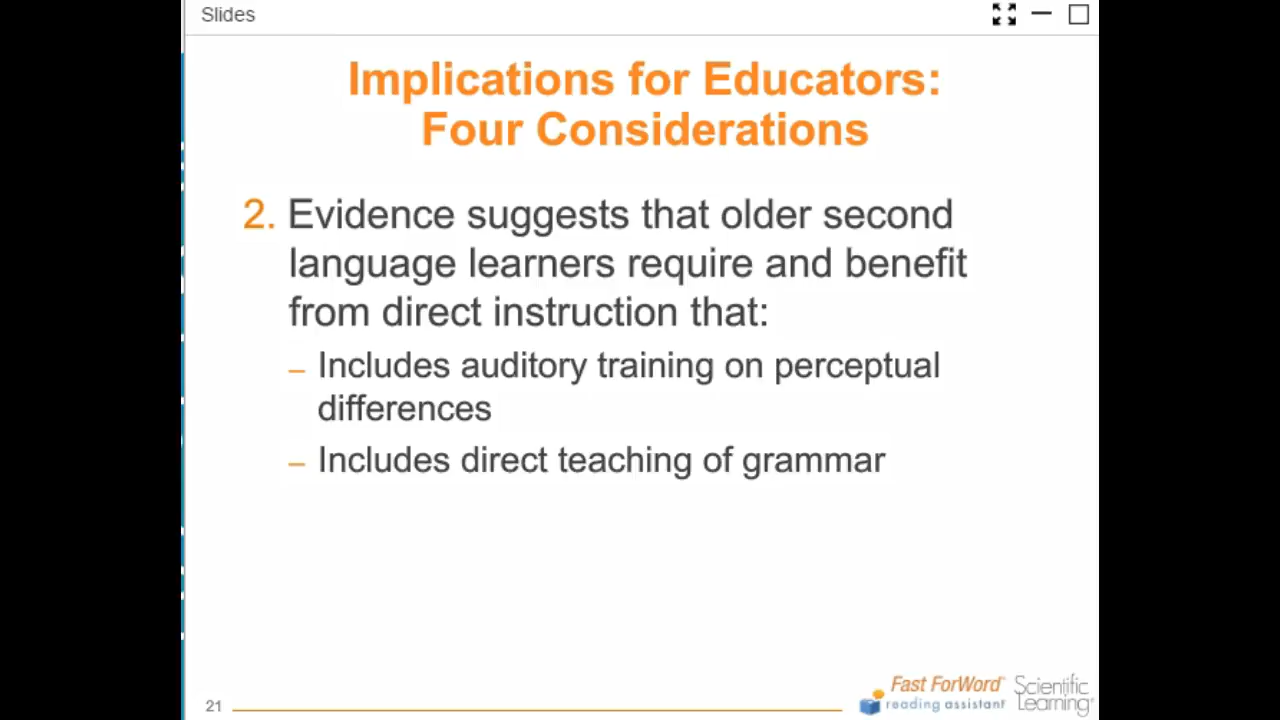 Slides
Implications for Educators:
Four Considerations
2. Evidence suggests that older second
language learners require and benefit
from direct instruction that:
– Includes auditory training on perceptual
differences
– Includes direct teaching of grammar
21
Fast ForWord
reading assistant
Scientific
Learning